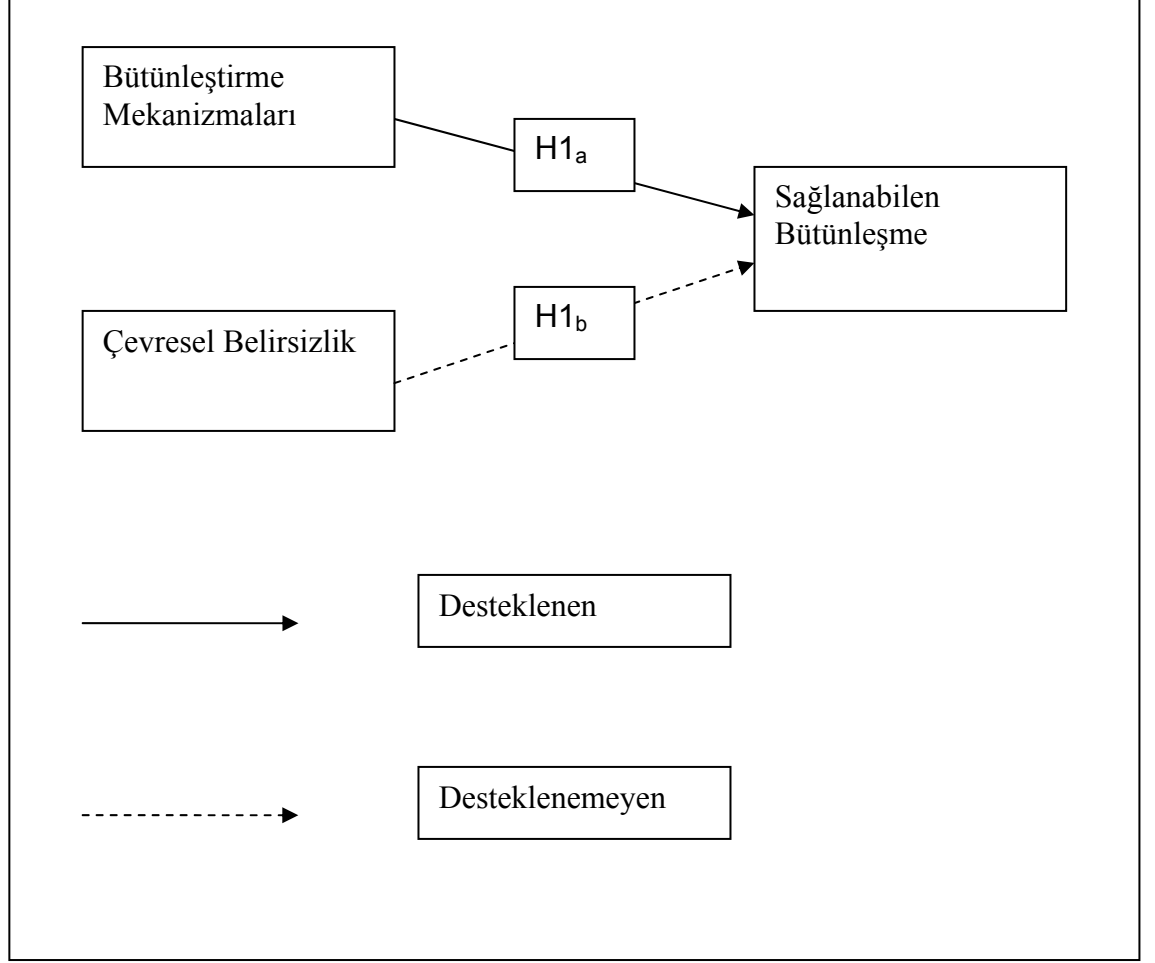 Bütünleştirme
Mekanizmaları
H1a
Sağlanabilen
Bütünleşme
H1b
Çevresel Belirsizlik
Desteklenen
Desteklenemeyen